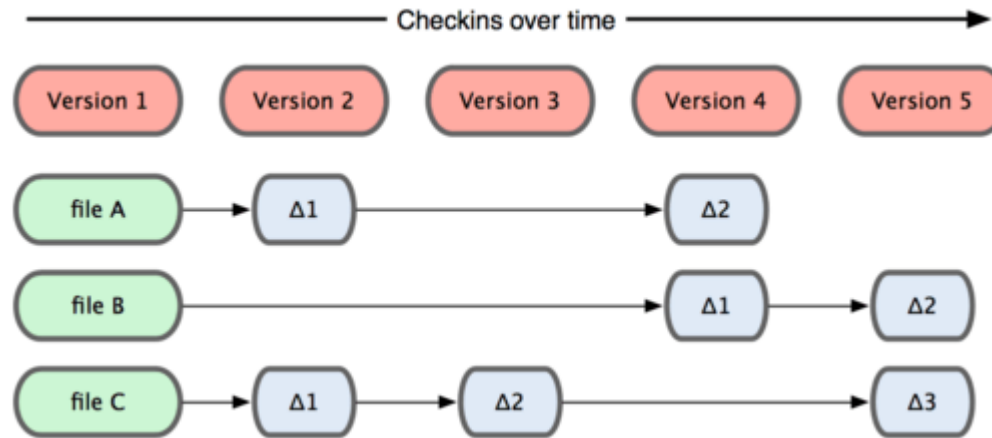 Checkins over time
Version 1 Version 2 Version 3 Version 4 Version 5
file A Δ1 Δ2
file B Δ1 Δ2
file C Δ1 Δ2 Δ3